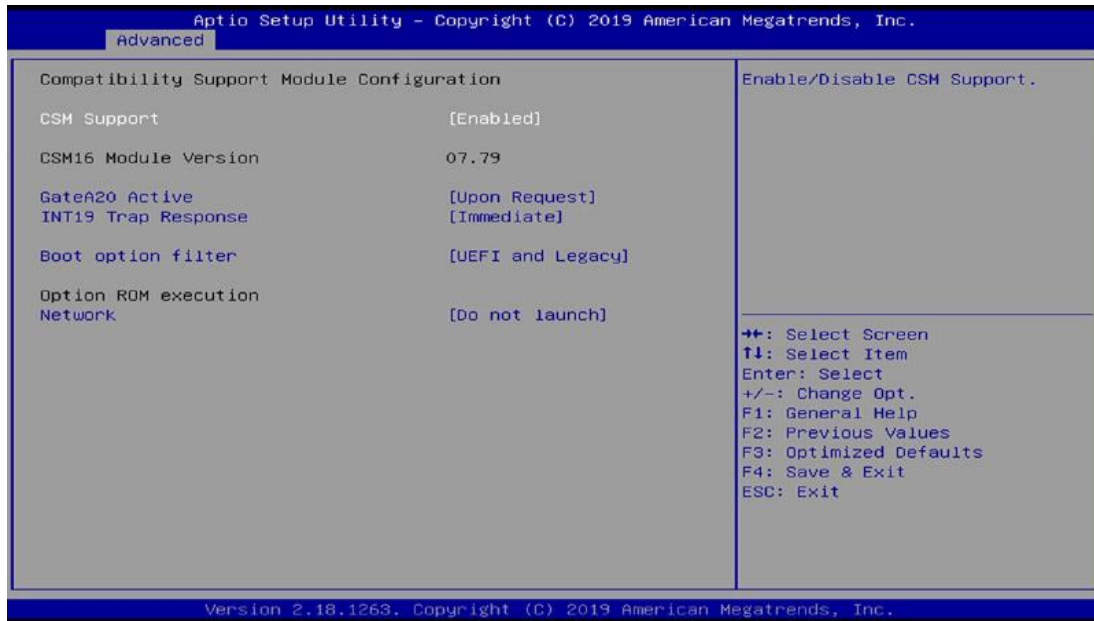 Aptio Setup Utility – Copyright (C) 2019 American Megatrends, Inc.
Advanced
Compatibility Support Module Configuration
CSM Support [Enabled]
CSM16 Module Version 07.79
GateA20 Active [Upon Request]
INT19 Trap Response [Immediate]
Boot option filter [UEFI and Legacy]
Option ROM execution
Network [Do not launch]
Enable/Disable CSM Support.
→←: Select Screen
↑↓: Select Item
Enter: Select
+/-: Change Opt.
F1: General Help
F2: Previous Values
F3: Optimized Defaults
F4: Save & Exit
ESC: Exit
Version 2.18.1263. Copyright (C) 2019 American Megatrends, Inc.